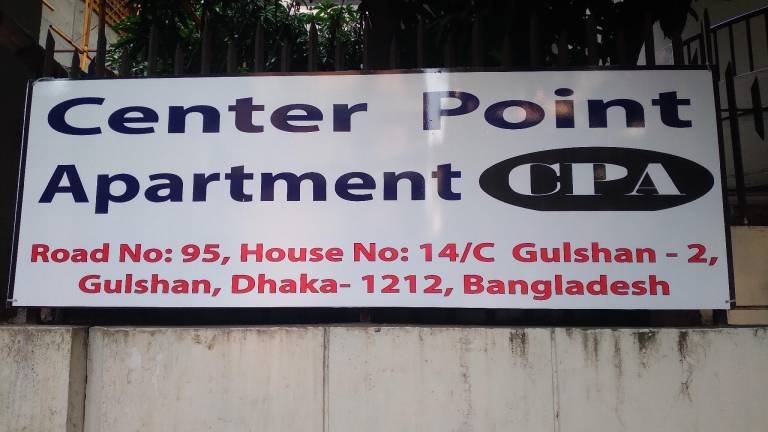 Center Point
Apartment CPA
Road No: 95, House No: 14/C Gulshan - 2,
Gulshan, Dhaka- 1212, Bangladesh